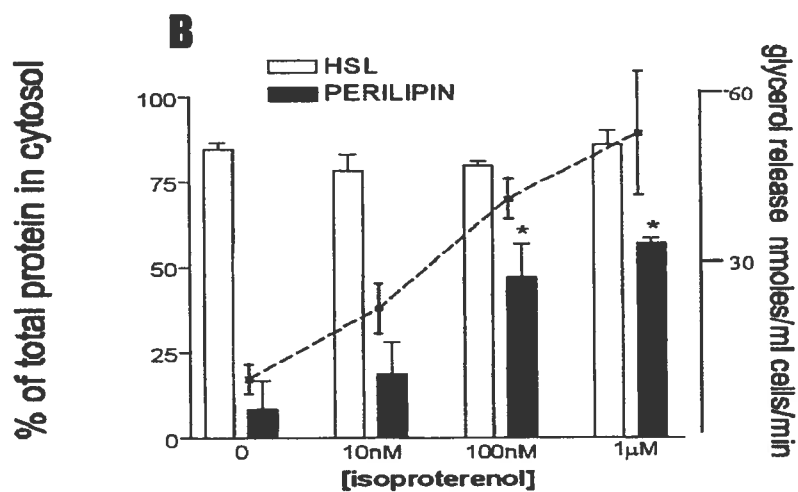 B
HSL
PERILIPIN
% of total protein in cytosol
100
75
50
25
0
*
*
60
30
glycerol release nmoles/ml cells/min
0 10nM 100nM 1µM
[isoproterenol]